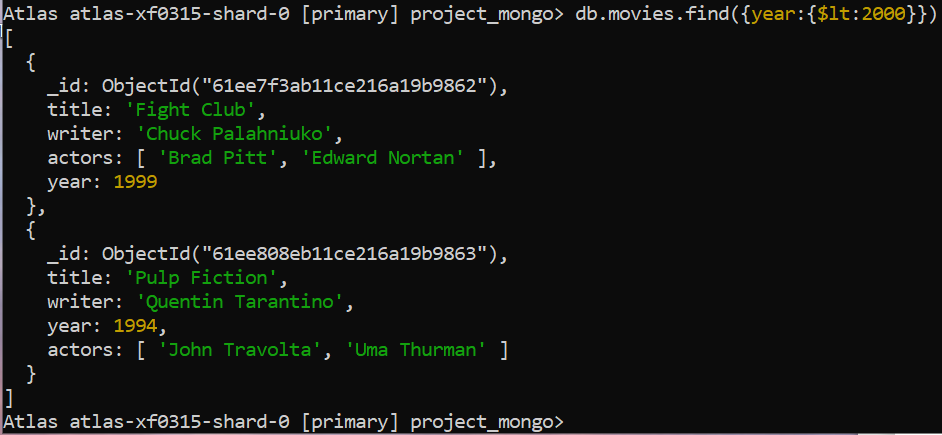 Atlas atlas-xf0315-shard-0 [primary] project_mongo> db.movies.find({year:{$lt:2000}})
[
  {
    _id: ObjectId("61ee7f3ab11ce216a19b9862"),
    title: 'Fight Club',
    writer: 'Chuck Palahniuko',
    actors: [ 'Brad Pitt', 'Edward Nortan' ],
    year: 1999
  },
  {
    _id: ObjectId("61ee808eb11ce216a19b9863"),
    title: 'Pulp Fiction',
    writer: 'Quentin Tarantino',
    year: 1994,
    actors: [ 'John Travolta', 'Uma Thurman' ]
  }
]
Atlas atlas-xf0315-shard-0 [primary] project_mongo>